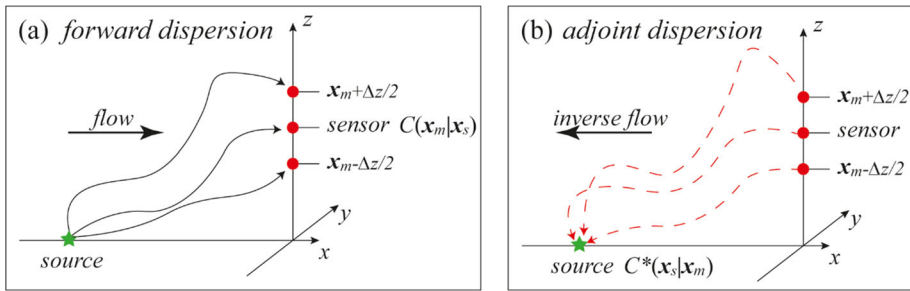 (a) forward dispersion
z
x_m+Δz/2
flow
sensor C(x_m|x_s)
x_m-Δz/2
y
x
source
(b) adjoint dispersion
z
x_m+Δz/2
inverse flow
sensor
x_m-Δz/2
y
x
source C*(x_s|x_m)